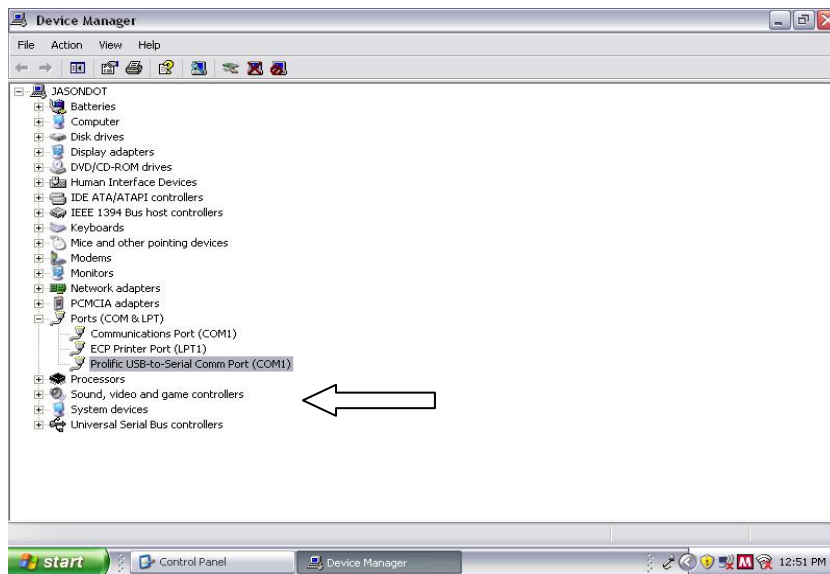 Device Manager
File Action View Help
JASONDOT
Batteries
Computer
Disk drives
Display adapters
DVD/CD-ROM drives
Human Interface Devices
IDE ATA/ATAPI controllers
IEEE 1394 Bus host controllers
Keyboards
Mice and other pointing devices
Modems
Monitors
Network adapters
PCMCIA adapters
Ports (COM & LPT)
Communications Port (COM1)
ECP Printer Port (LPT1)
Prolific USB-to-Serial Comm Port (COM1)
Processors
Sound, video and game controllers
System devices
Universal Serial Bus controllers
start Control Panel Device Manager 12:51 PM